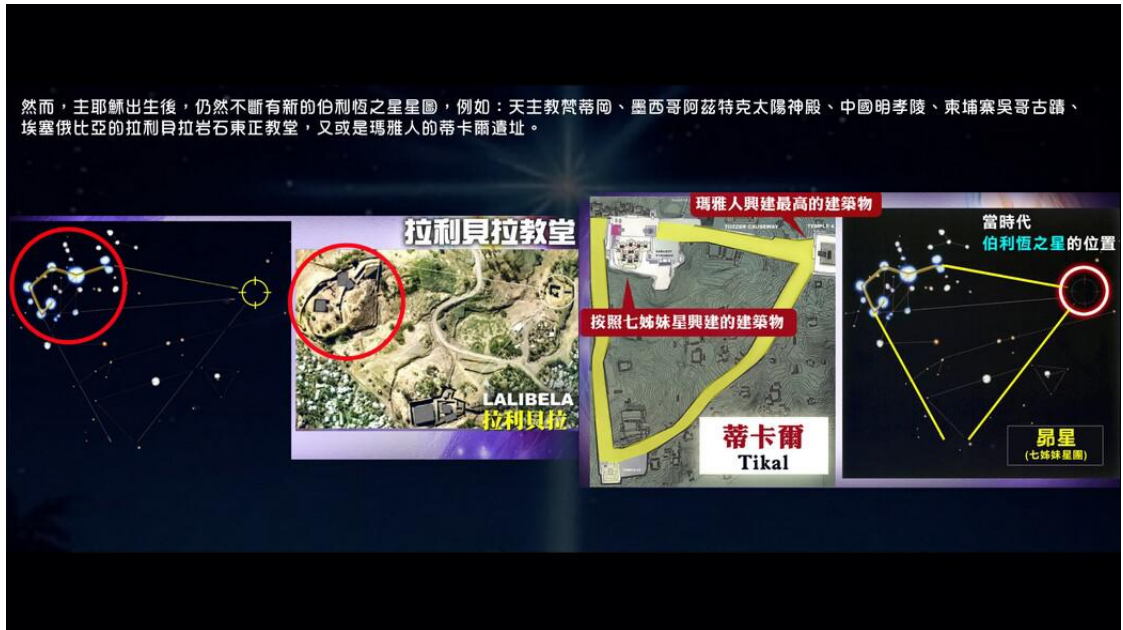 然而，主耶穌出生後，仍然不斷有新的伯利恆之星星圖，例如：天主教梵蒂岡、墨西哥阿茲特克太陽神殿、中國明孝陵、柬埔寨吳哥古蹟、
埃塞俄比亞的拉利貝拉岩石東正教堂，又或是瑪雅人的蒂卡爾遺址。
拉利貝拉教堂
LALIBELA
拉利貝拉
瑪雅人興建最高的建築物
TOZZER CAUSEWAY
TEMPLE 4
按照七姊妹星興建的建築物
蒂卡爾
Tikal
當時代
伯利恆之星的位置
昴星
(七姊妹星團)